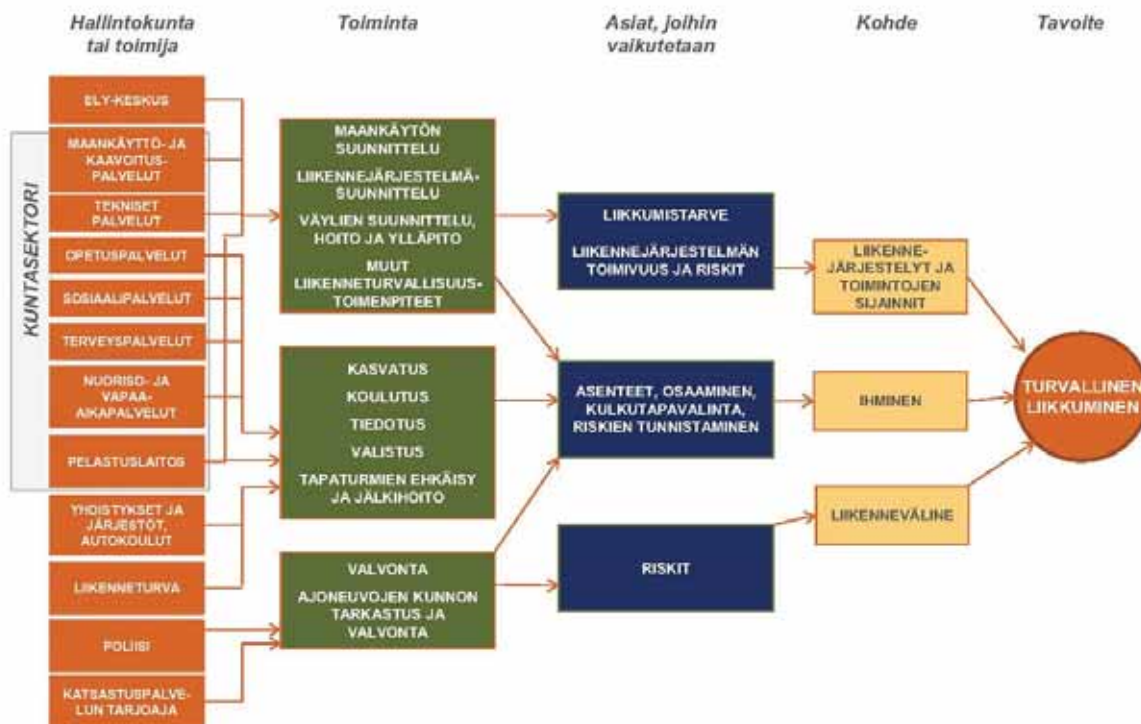 Hallintokunta
tai toimija
Toiminta
Asiat, joihin
vaikutetaan
Kohde
Tavoite
KUNTASEKTORI
ELY-KESKUS
MAANKÄYTTÖ- JA
KAAVOITUS-
PALVELUT
TEKNISET
PALVELUT
OPETUSPALVELUT
SOSIAALIPALVELUT
TERVEYSPALVELUT
NUORISO- JA
VAPAA-
AIKAPALVELUT
PELASTUSLAITOS
YHDISTYKSET JA
JÄRJESTÖT,
AUTOKOULUT
LIIKENNETURVA
POLIISI
KATSASTUSPALVE-
LUN TARJOAJA
MAANKÄYTÖN
SUUNNITTELU
LIIKENNEJÄRJESTELMÄ-
SUUNNITTELU
VÄYLIEN SUUNNITTELU,
HOITO JA YLLÄPITO
MUUT
LIIKENNETURVALLISUUS-
TOIMENPITEET
KASVATUS
KOULUTUS
TIEDOTUS
VALISTUS
TAPATURMIEN EHKÄISY
JA JÄLKIHOITO
VALVONTA
AJONEUVOJEN KUNNON
TARKASTUS JA
VALVONTA
LIIKKUMISTARVE
LIIKENNEJÄRJESTELMÄN
TOIMIVUUS JA RISKIT
ASENTEET, OSAAMINEN,
KULKUTAPAVALINTA,
RISKIEN TUNNISTAMINEN
RISKIT
LIIKENNE-
JÄRJESTELYT JA
TOIMINTOJEN
SIJAINNIT
IHMINEN
LIIKENNEVÄLINE
TURVALLINEN
LIIKKUMINEN